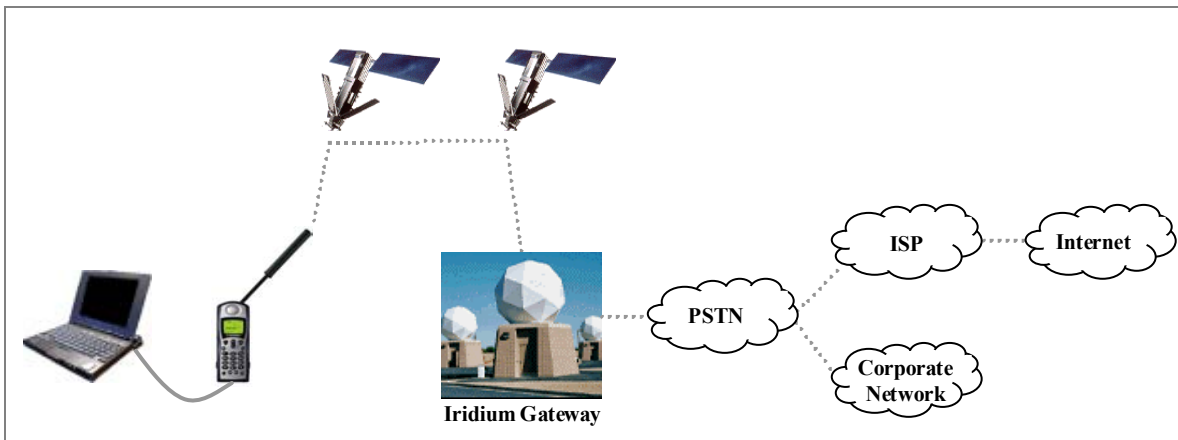 ISP
Internet
PSTN
Corporate
Network
Iridium Gateway